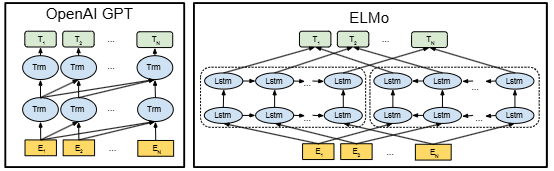 OpenAI GPT
T1 T2 ... TN
Trm Trm ... Trm
Trm Trm ... Trm
E1 E2 ... EN
ELMo
T1 T2 ... TN
Lstm Lstm ... Lstm Lstm Lstm ... Lstm
Lstm Lstm ... Lstm Lstm Lstm ... Lstm
E1 E2 ... EN